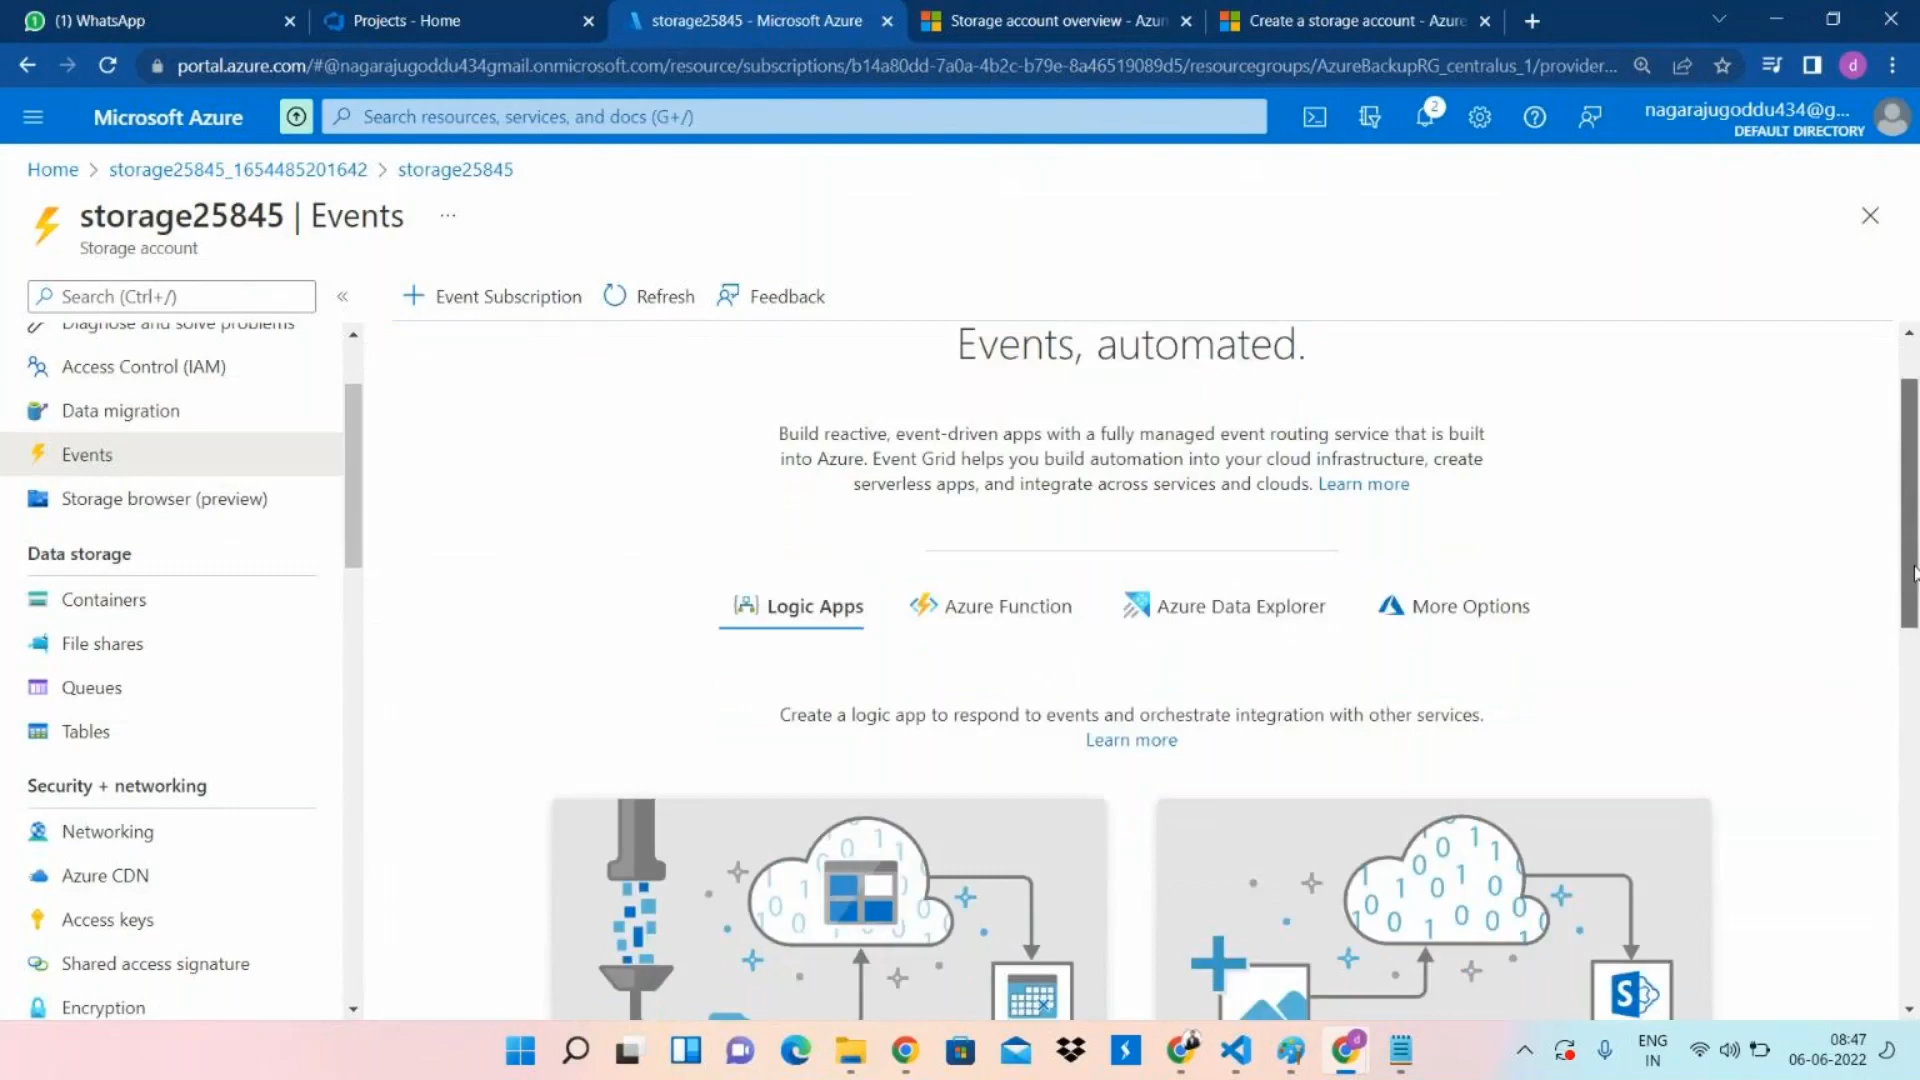 (1) WhatsApp
Projects - Home
storage25845 - Microsoft Azure
Storage account overview - Azur
Create a storage account - Azure
portal.azure.com/#@nagarajugoddu434gmail.onmicrosoft.com/resource/subscriptions/b14a80dd-7a0a-4b2c-b79e-8a46519089d5/resourcegroups/AzureBackupRG_centralus_1/provider...
d
Microsoft Azure
Search resources, services, and docs (G+/)
2
nagarajugoddu434@g...
DEFAULT DIRECTORY
Home > storage25845_1654485201642 > storage25845
storage25845 | Events ...
Storage account
Search (Ctrl+/)
«
Event Subscription
Refresh
Feedback
Diagnose and solve problems
Access Control (IAM)
Data migration
Events
Storage browser (preview)
Data storage
Containers
File shares
Queues
Tables
Security + networking
Networking
Azure CDN
Access keys
Shared access signature
Encryption
Events, automated.
Build reactive, event-driven apps with a fully managed event routing service that is built
into Azure. Event Grid helps you build automation into your cloud infrastructure, create
serverless apps, and integrate across services and clouds. Learn more
Logic Apps
Azure Function
Azure Data Explorer
More Options
Create a logic app to respond to events and orchestrate integration with other services.
Learn more
ENG
IN
08:47
06-06-2022